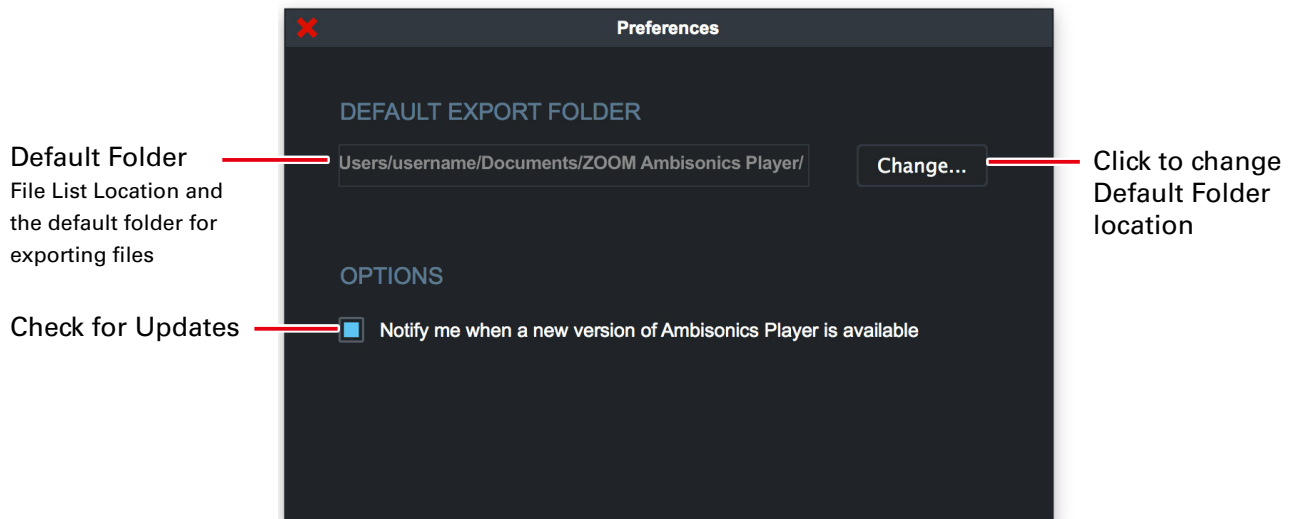 Preferences
DEFAULT EXPORT FOLDER
Default Folder
File List Location and
the default folder for
exporting files
Users/username/Documents/ZOOM Ambisonics Player/
Change...
Click to change
Default Folder
location
OPTIONS
Check for Updates
Notify me when a new version of Ambisonics Player is available